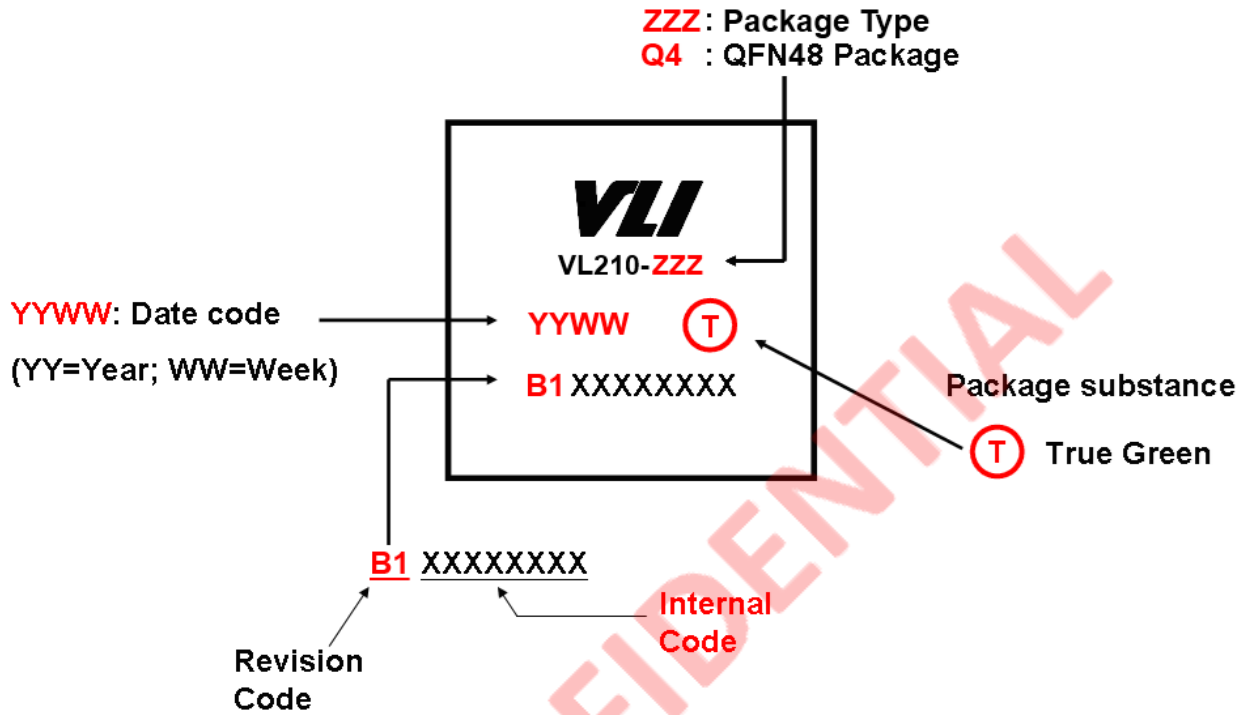 ZZZ: Package Type
Q4 : QFN48 Package
VLI
VL210-ZZZ
YYWW: Date code
(YY=Year; WW=Week)
YYWW T
B1 XXXXXXXX
Package substance
T True Green
B1 XXXXXXXX
Internal
Code
Revision
Code
FIDENTIAL